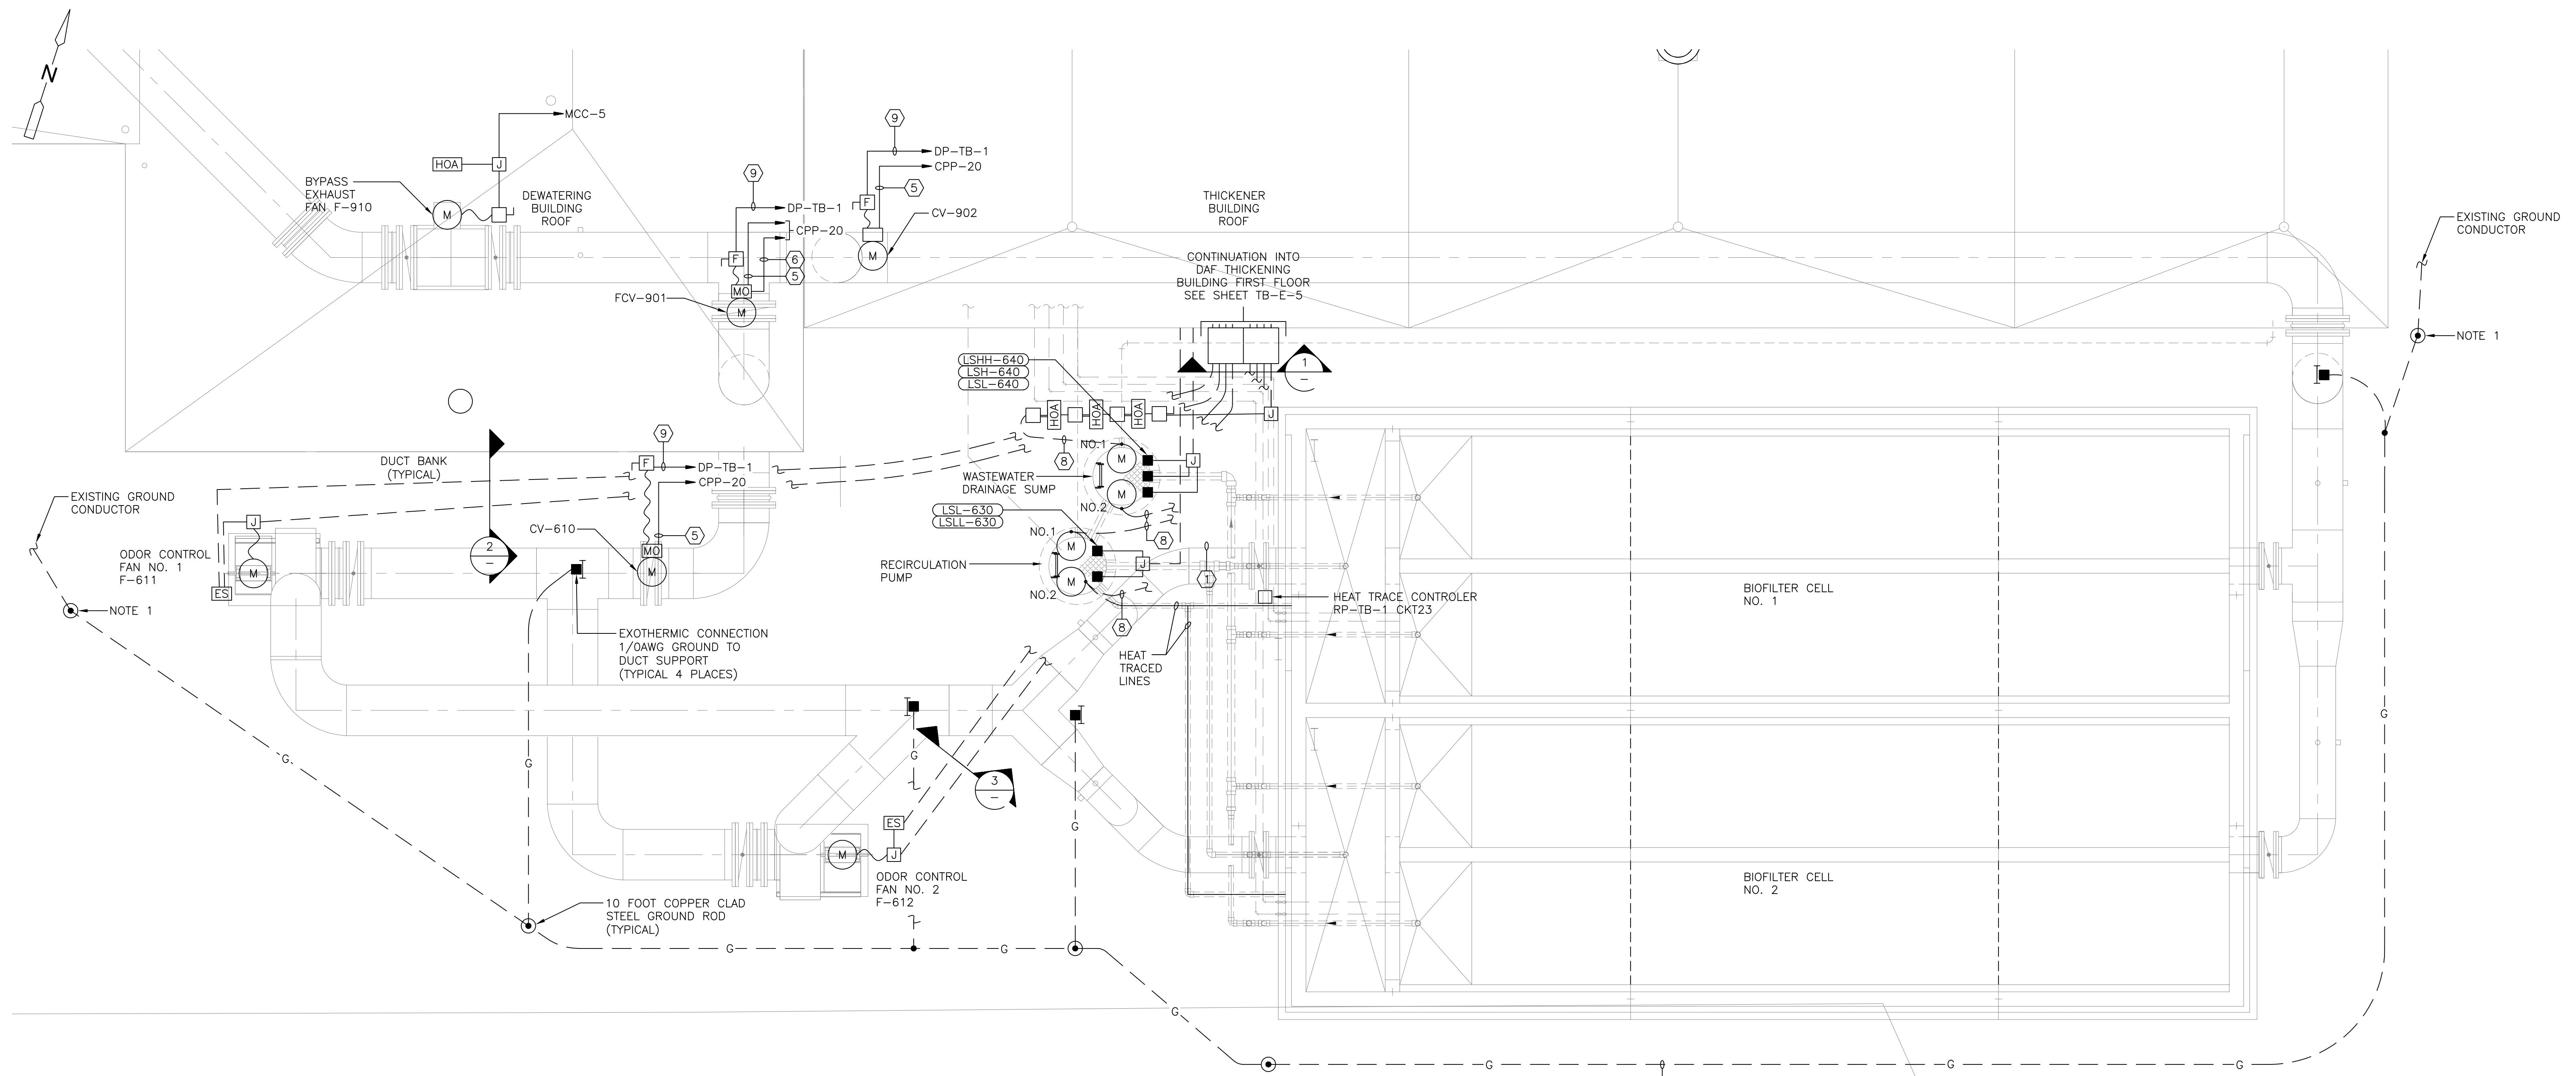 N
MCC-5
HOA
J
BYPASS
EXHAUST
FAN F-910
M
DEWATERING
BUILDING
ROOF
9
DP-TB-1
CPP-20
F
5
CV-902
M
9
DP-TB-1
CPP-20
F
6
5
MO
FCV-901
M
THICKENER
BUILDING
ROOF
CONTINUATION INTO
DAF THICKENING
BUILDING FIRST FLOOR
SEE SHEET TB-E-5
EXISTING GROUND
CONDUCTOR
NOTE 1
LSHH-640
LSH-640
LSL-640
1
-
HOA
HOA
HOA
J
NO.1
8
M
J
WASTEWATER
DRAINAGE SUMP
M
NO.2
8
LSL-630
LSLL-630
NO.1
M
J
RECIRCULATION
PUMP
M
NO.2
8
1
HEAT TRACE CONTROLER
RP-TB-1 CKT23
HEAT
TRACED
LINES
DUCT BANK
(TYPICAL)
9
F
DP-TB-1
CPP-20
5
CV-610
MO
M
2
-
EXISTING GROUND
CONDUCTOR
J
ODOR CONTROL
FAN NO. 1
F-611
M
ES
NOTE 1
EXOTHERMIC CONNECTION
1/0AWG GROUND TO
DUCT SUPPORT
(TYPICAL 4 PLACES)
BIOFILTER CELL
NO. 1
G
G
G
G
3
-
G
ES
M
J
ODOR CONTROL
FAN NO. 2
F-612
BIOFILTER CELL
NO. 2
10 FOOT COPPER CLAD
STEEL GROUND ROD
(TYPICAL)
G
G
G
G
G
G